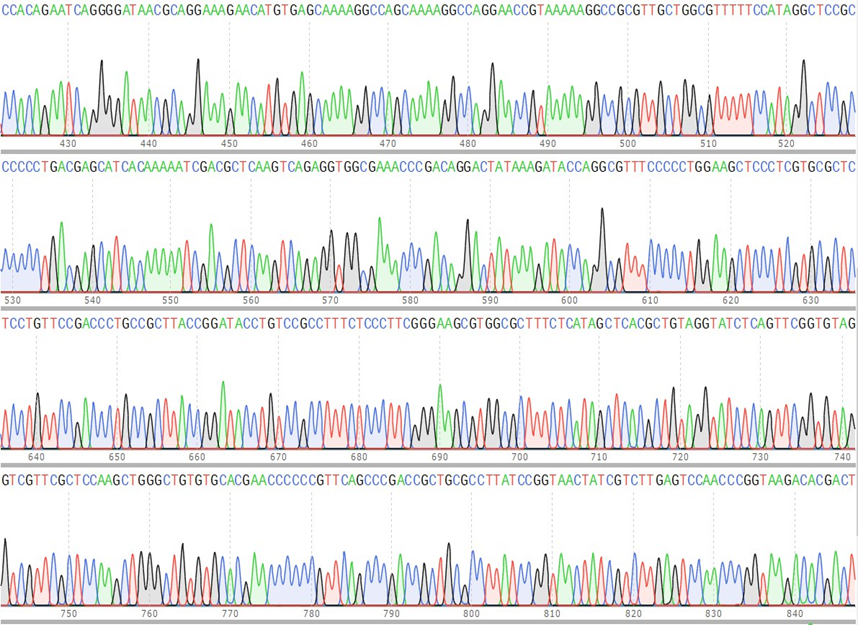 CCACAGAATCAGGGGATAACGCAGGAAAGAACATGTGAGCAAAAGGCCAGCAAAAGGCCAGGAACCGTAAAAAGGCCGCGTTGCTGGCGTTTTTCCATAGGCTCCGC
430 440 450 460 470 480 490 500 510 520
CCCCCTGACGAGCATCACAAAAATCGACGCTCAAGTCAGAGGTGGCGAAACCCGACAGGACTATAAAGATACCAGGCGTTTCCCCCTGGAAGCTCCCTCGTGCGCTC
530 540 550 560 570 580 590 600 610 620 630
TCCTGTTCCGACCCTGCCGCTTACCGGATACCTGTCCGCCTTTCTCCCTTCGGGAAGCGTGGCGCTTTCTCATAGCTCACGCTGTAGGTATCTCAGTTCGGTGTAG
640 650 660 670 680 690 700 710 720 730 740
GTCGTTCGCTCCAAGCTGGGCTGTGTGCACGAACCCCCCGTTCAGCCCGACCGCTGCGCCTTATCCGGTAACTATCGTCTTGAGTCCAACCCGGTAAGACACGACT
750 760 770 780 790 800 810 820 830 840